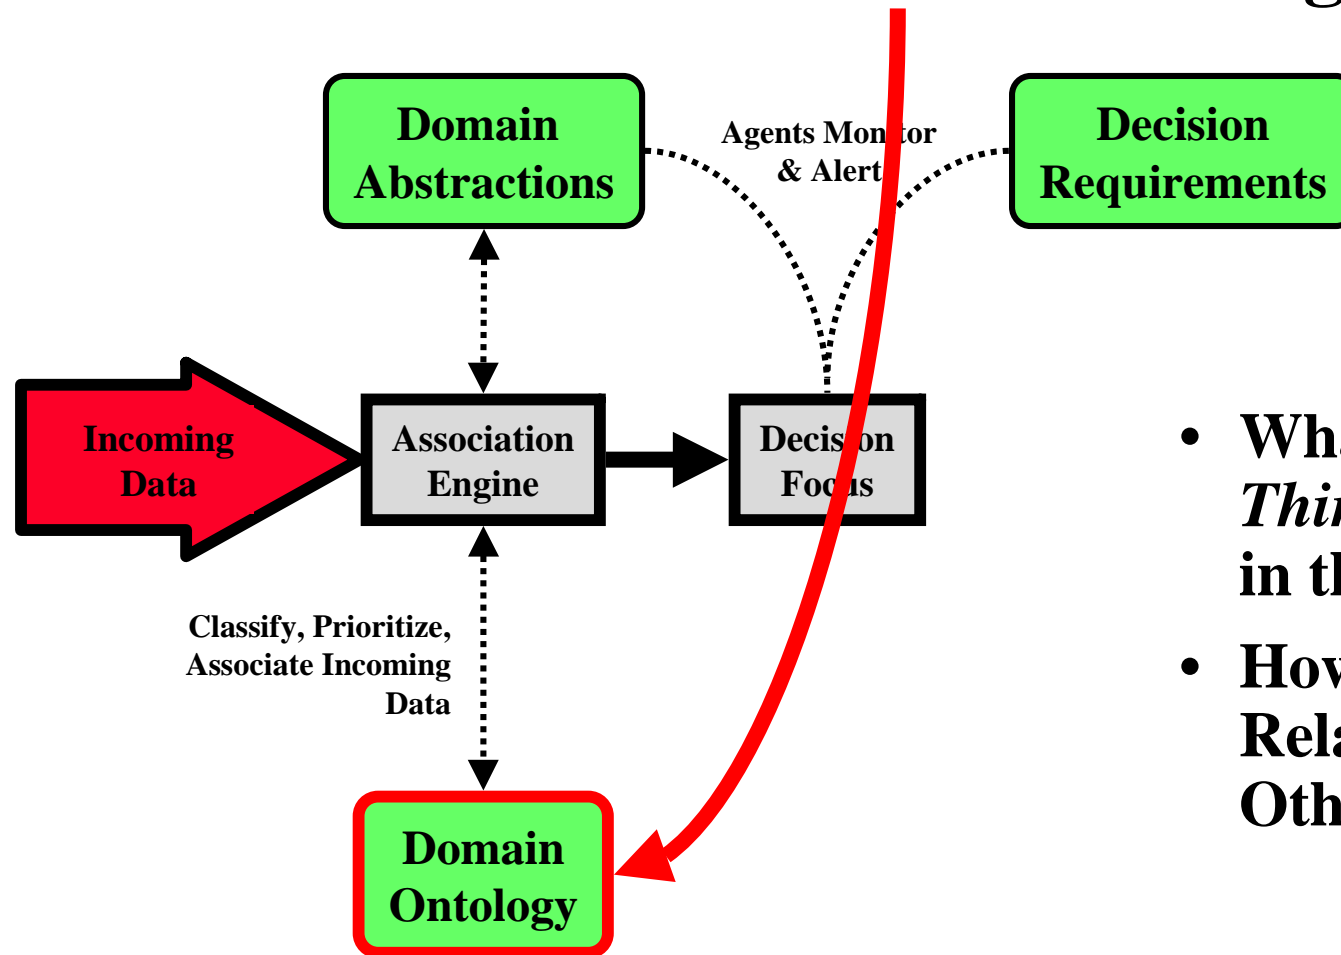 Domain
Abstractions
Agents Monitor
& Alert
Decision
Requirements
Incoming
Data
Association
Engine
Decision
Focus
Classify, Prioritize,
Associate Incoming
Data
Domain
Ontology
•
in
•